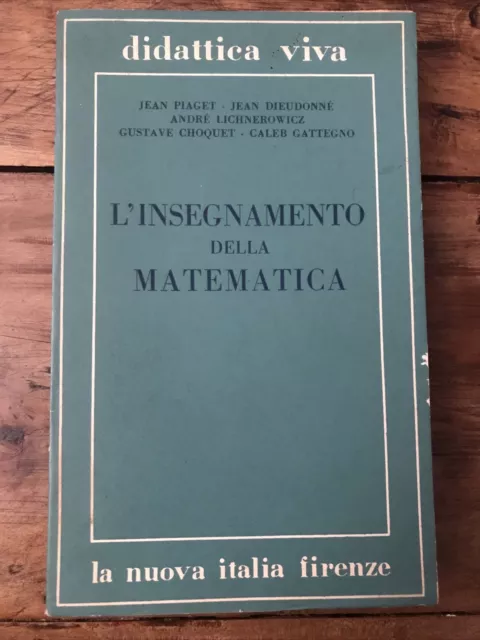 didattica viva
JEAN PIAGET - JEAN DIEUDONNÉ
ANDRÉ LICHNEROWICZ
GUSTAVE CHOQUET - CALEB GATTEGNO
L'INSEGNAMENTO
DELLA
MATEMATICA
la nuova italia firenze